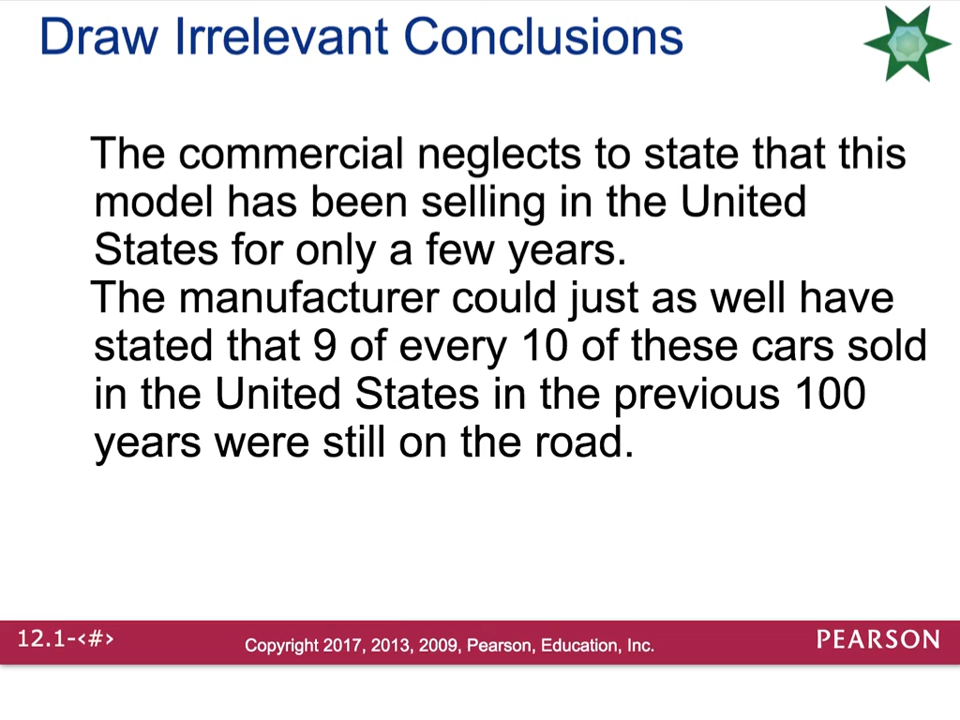 Draw Irrelevant Conclusions
The commercial neglects to state that this
model has been selling in the United
States for only a few years.
The manufacturer could just as well have
stated that 9 of every 10 of these cars sold
in the United States in the previous 100
years were still on the road.
12.1-‹#›
Copyright 2017, 2013, 2009, Pearson, Education, Inc.
PEARSON